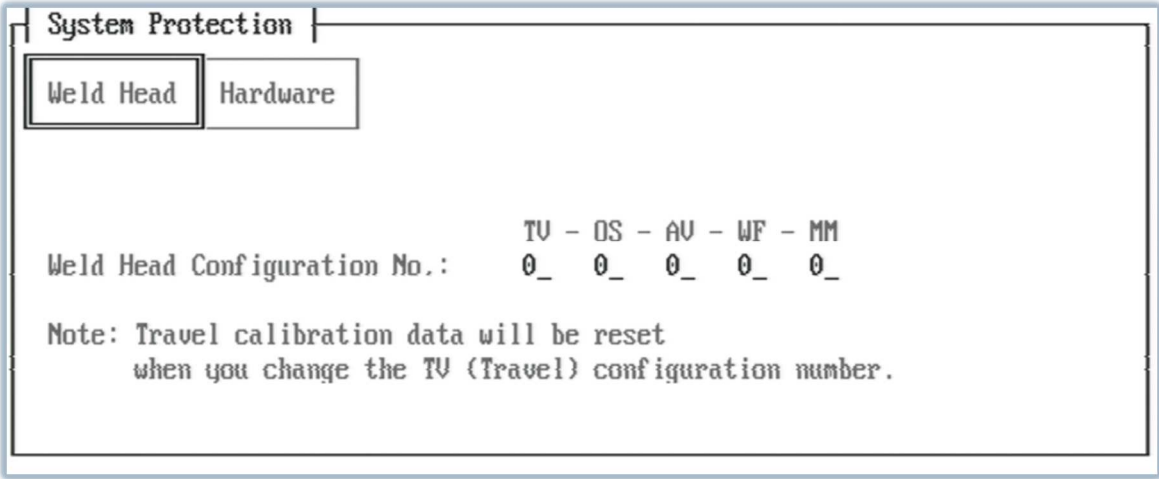 System Protection
Weld Head Hardware
TV - OS - AV - WF - MM
Weld Head Configuration No.: 0_ 0_ 0_ 0_ 0_
Note: Travel calibration data will be reset
when you change the TV (Travel) configuration number.